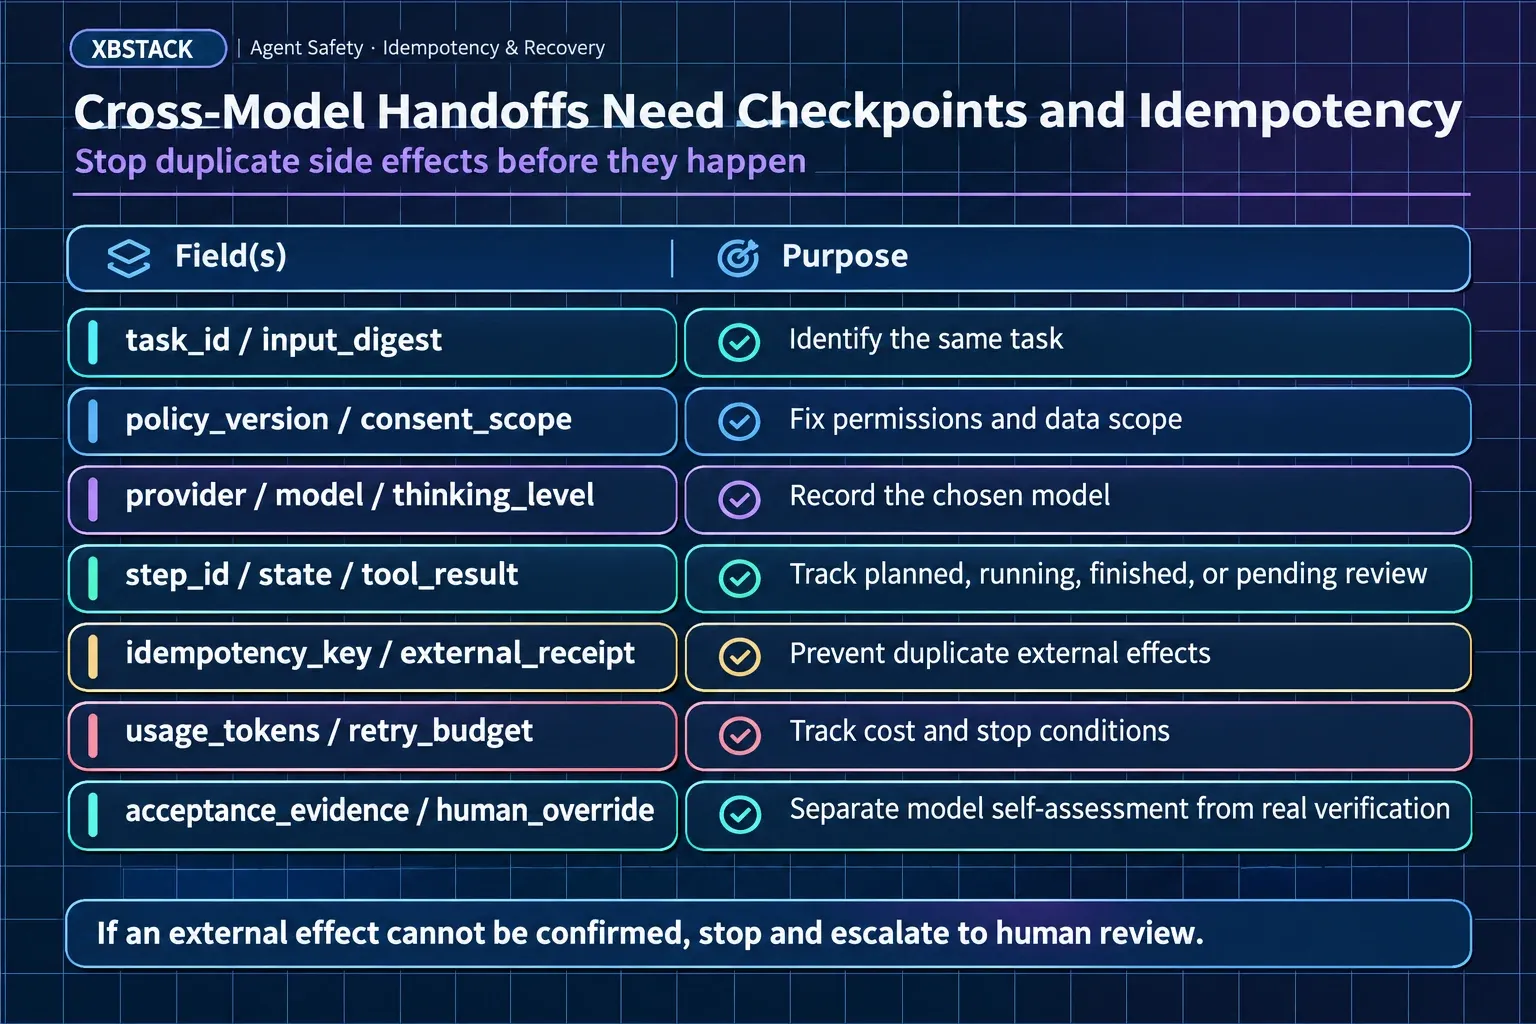 XBSTACK | Agent Safety · Idempotency & Recovery
Cross-Model Handoffs Need Checkpoints and Idempotency
Stop duplicate side effects before they happen
Field(s) | Purpose
task_id / input_digest Identify the same task
policy_version / consent_scope Fix permissions and data scope
provider / model / thinking_level Record the chosen model
step_id / state / tool_result Track planned, running, finished, or pending review
idempotency_key / external_receipt Prevent duplicate external effects
usage_tokens / retry_budget Track cost and stop conditions
acceptance_evidence / human_override Separate model self-assessment from real verification
If an external effect cannot be confirmed, stop and escalate to human review.